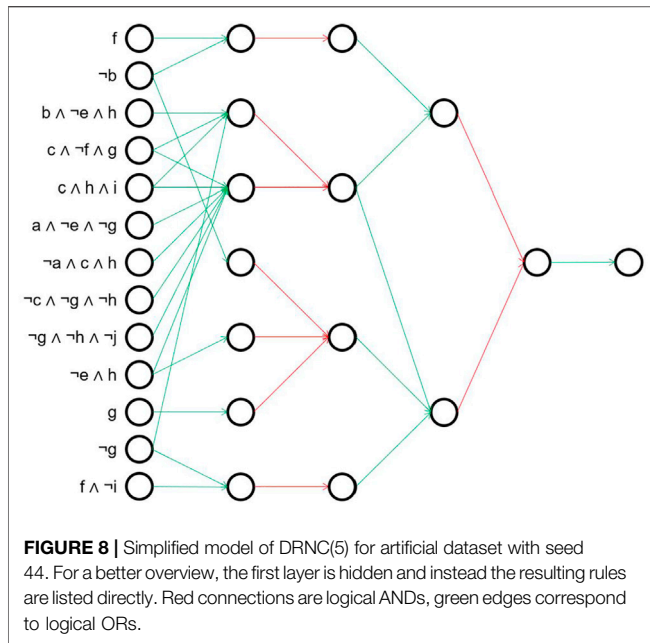 f
¬b
b ∧ ¬e ∧ h
c ∧ ¬f ∧ g
c ∧ h ∧ i
a ∧ ¬e ∧ ¬g
¬a ∧ c ∧ h
¬c ∧ ¬g ∧ ¬h
¬g ∧ ¬h ∧ ¬j
¬e ∧ h
g
¬g
f ∧ ¬i
FIGURE 8 | Simplified model of DRNC(5) for artificial dataset with seed
44. For a better overview, the first layer is hidden and instead the resulting rules
are listed directly. Red connections are logical ANDs, green edges correspond
to logical ORs.